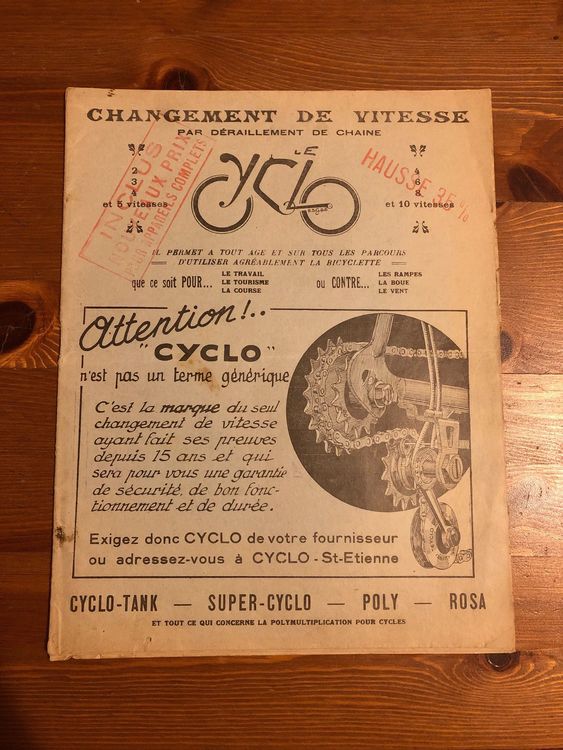 CHANGEMENT DE VITESSE
PAR DÉRAILLEMENT DE CHAINE
LE
CYCLO
2
3
4
et 5 vitesses
4
6
8
et 10 vitesses
INCLUS
NOUVEAUX PRIX
APPAREILS COMPLETS
HAUSSE 35 %
IL PERMET A TOUT AGE ET SUR TOUS LES PARCOURS
D'UTILISER AGRÉABLEMENT LA BICYCLETTE
que ce soit POUR...
LE TRAVAIL
LE TOURISME
LA COURSE
ou CONTRE...
LES RAMPES
LA BOUE
LE VENT
Attention!..
"CYCLO"
n'est pas un terme générique
C'est la marque du seul
changement de vitesse
ayant fait ses preuves
depuis 15 ans et qui
sera pour vous une garantie
de sécurité, de bon fonc-
tionnement et de durée.
CYCLO
Exigez donc CYCLO de votre fournisseur
ou adressez-vous à CYCLO - St-Etienne
CYCLO-TANK — SUPER-CYCLO — POLY — ROSA
ET TOUT CE QUI CONCERNE LA POLYMULTIPLICATION POUR CYCLES